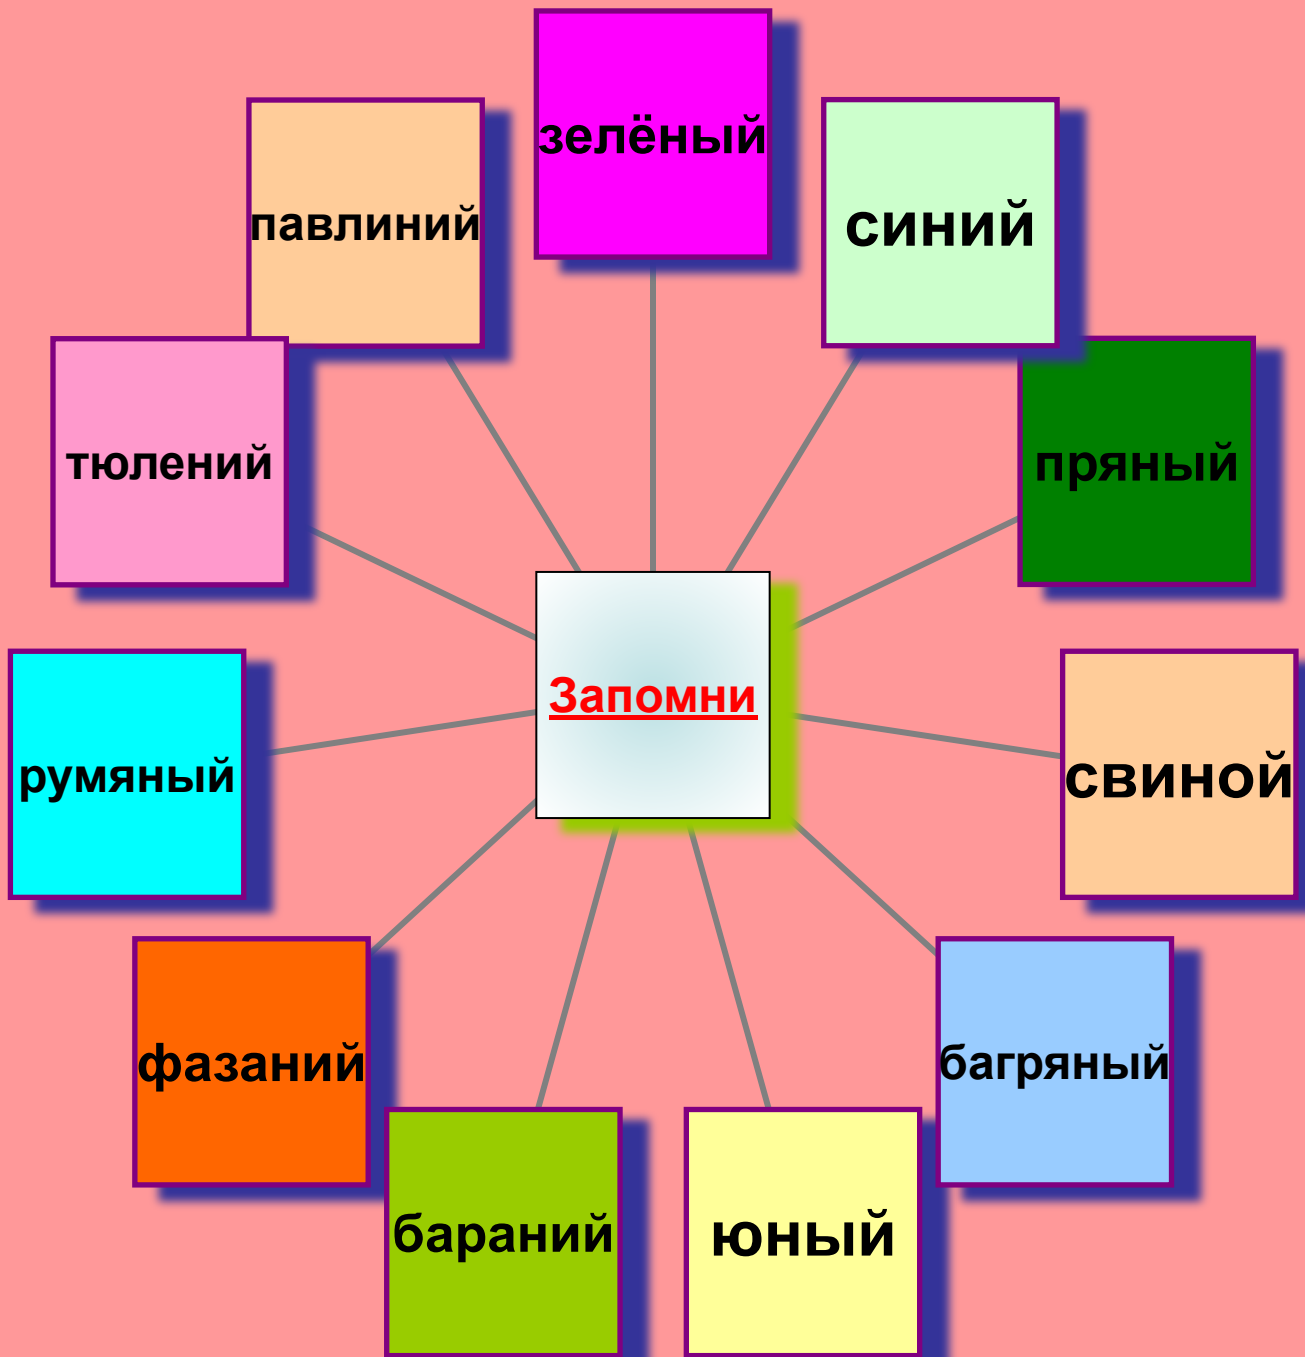 зелёный
павлиний
синий
тюлений
пряный
Запомни
румяный
свиной
фазаний
багряный
бараний
юный